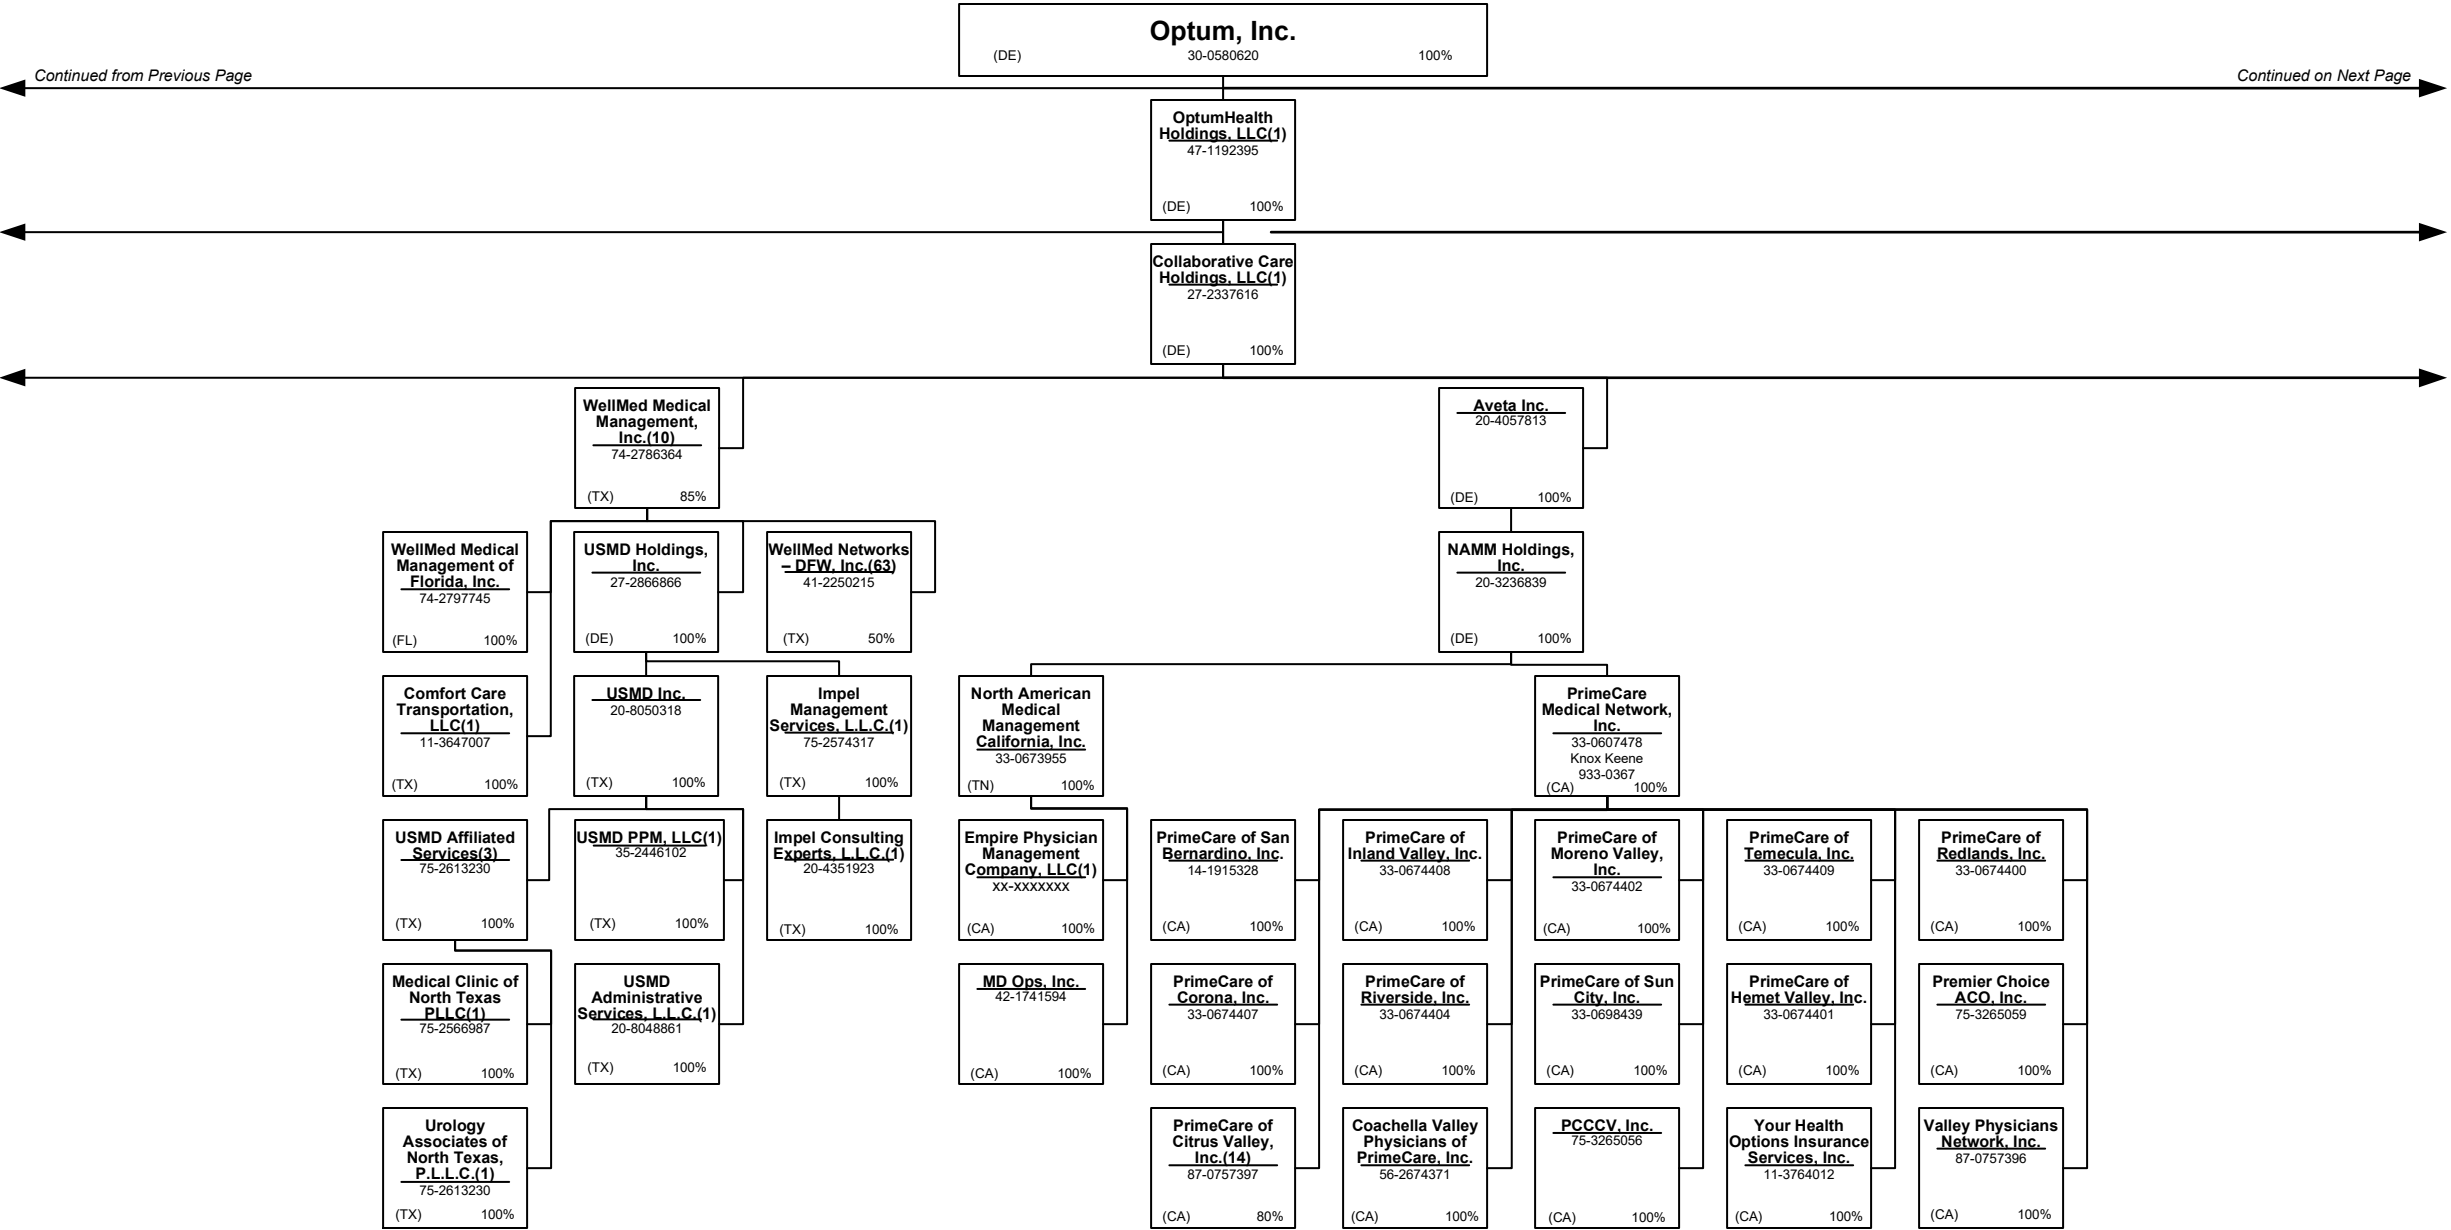 Optum, Inc.
(DE) 30-0580620 100%
Continued from Previous Page
Continued on Next Page
OptumHealth
Holdings, LLC(1)
47-1192395
(DE) 100%
Collaborative Care
Holdings, LLC(1)
27-2337616
(DE) 100%
WellMed Medical
Management,
Inc.(10)
74-2786364
(TX) 85%
Aveta Inc.
20-4057813
(DE) 100%
WellMed Medical
Management of
Florida, Inc.
74-2797745
(FL) 100%
USMD Holdings,
Inc.
27-2866866
(DE) 100%
WellMed Networks
– DFW, Inc.(63)
41-2250215
(TX) 50%
NAMM Holdings,
Inc.
20-3236839
(DE) 100%
Comfort Care
Transportation,
LLC(1)
11-3647007
(TX) 100%
USMD Inc.
20-8050318
(TX) 100%
Impel
Management
Services, L.L.C.(1)
75-2574317
(TX) 100%
North American
Medical
Management
California, Inc.
33-0673955
(TN) 100%
PrimeCare
Medical Network,
Inc.
33-0607478
Knox Keene
933-0367
(CA) 100%
USMD Affiliated
Services(3)
75-2613230
(TX) 100%
USMD PPM, LLC(1)
35-2446102
(TX) 100%
Impel Consulting
Experts, L.L.C.(1)
20-4351923
(TX) 100%
Empire Physician
Management
Company, LLC(1)
xx-xxxxxxx
(CA) 100%
PrimeCare of San
Bernardino, Inc.
14-1915328
(CA) 100%
PrimeCare of
Inland Valley, Inc.
33-0674408
(CA) 100%
PrimeCare of
Moreno Valley,
Inc.
33-0674402
(CA) 100%
PrimeCare of
Temecula, Inc.
33-0674409
(CA) 100%
PrimeCare of
Redlands, Inc.
33-0674400
(CA) 100%
Medical Clinic of
North Texas
PLLC(1)
75-2566987
(TX) 100%
USMD
Administrative
Services, L.L.C.(1)
20-8048861
(TX) 100%
MD Ops, Inc.
42-1741594
(CA) 100%
PrimeCare of
Corona, Inc.
33-0674407
(CA) 100%
PrimeCare of
Riverside, Inc.
33-0674404
(CA) 100%
PrimeCare of Sun
City, Inc.
33-0698439
(CA) 100%
PrimeCare of
Hemet Valley, Inc.
33-0674401
(CA) 100%
Premier Choice
ACO, Inc.
75-3265059
(CA) 100%
Urology
Associates of
North Texas,
P.L.L.C.(1)
75-2613230
(TX) 100%
PrimeCare of
Citrus Valley,
Inc.(14)
87-0757397
(CA) 80%
Coachella Valley
Physicians of
PrimeCare, Inc.
56-2674371
(CA) 100%
PCCCV, Inc.
75-3265056
(CA) 100%
Your Health
Options Insurance
Services, Inc.
11-3764012
(CA) 100%
Valley Physicians
Network, Inc.
87-0757396
(CA) 100%